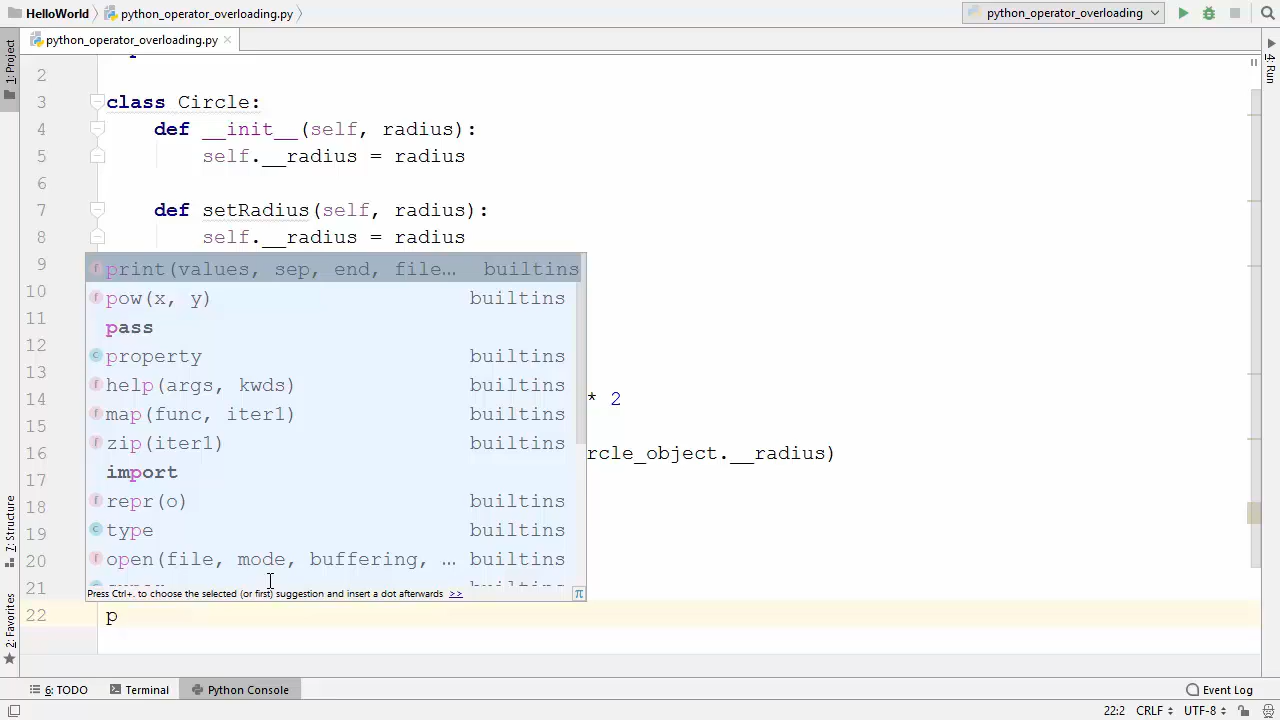 HelloWorld
python_operator_overloading.py
python_operator_overloading
python_operator_overloading.py
1: Project
4: Run
2
3 class Circle:
4 def __init__(self, radius):
5 self.__radius = radius
6
7 def setRadius(self, radius):
8 self.__radius = radius
9 print(values, sep, end, file... builtins
10 pow(x, y) builtins
11 pass
12 property builtins
13 help(args, kwds) builtins
14 * 2
map(func, iter1) builtins
15 zip(iter1) builtins
16 rcle_object.__radius)
17 import
18 repr(o) builtins
19 type builtins
20 open(file, mode, buffering, ... builtins
21
Press Ctrl+. to choose the selected (or first) suggestion and insert a dot afterwards >>
π
22 p
7: Structure
2: Favorites
6: TODO
Terminal
Python Console
Event Log
22:2 CRLF UTF-8